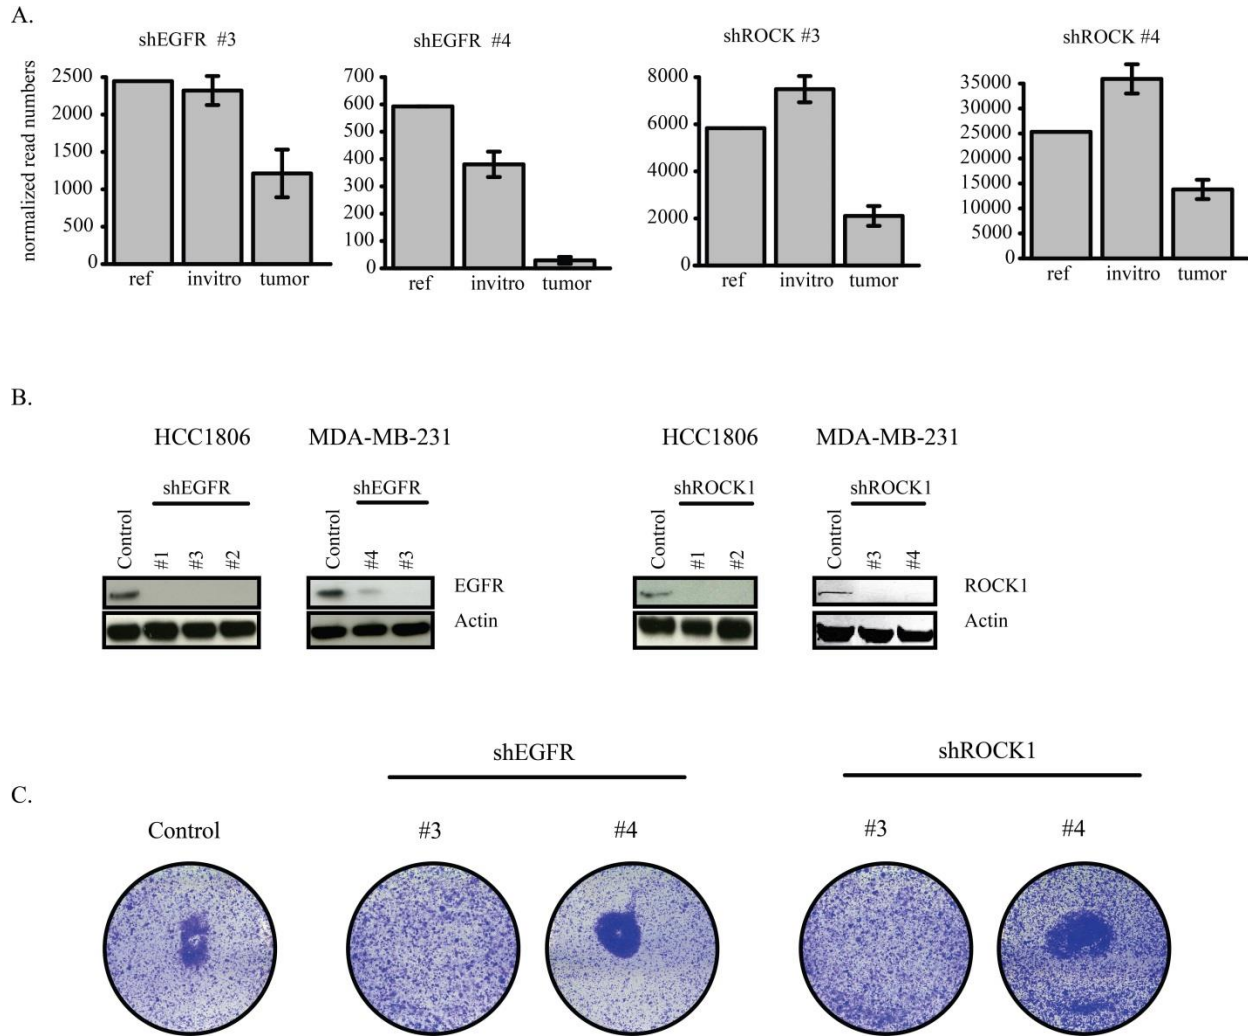 A.
shEGFR #3
shEGFR #4
shROCK #3
shROCK #4
normalized read numbers
2500
2000
1500
1000
500
0
ref invitro tumor
700
600
500
400
300
200
100
0
ref invitro tumor
8000
6000
4000
2000
0
ref invitro tumor
35000
30000
25000
20000
15000
10000
5000
0
ref invitro tumor
B.
HCC1806 MDA-MB-231
shEGFR shEGFR
Control #1 #3 #2
Control #4 #3
EGFR
Actin
HCC1806 MDA-MB-231
shROCK1 shROCK1
Control #1 #2
Control #3 #4
ROCK1
Actin
C.
shEGFR shROCK1
Control #3 #4 #3 #4